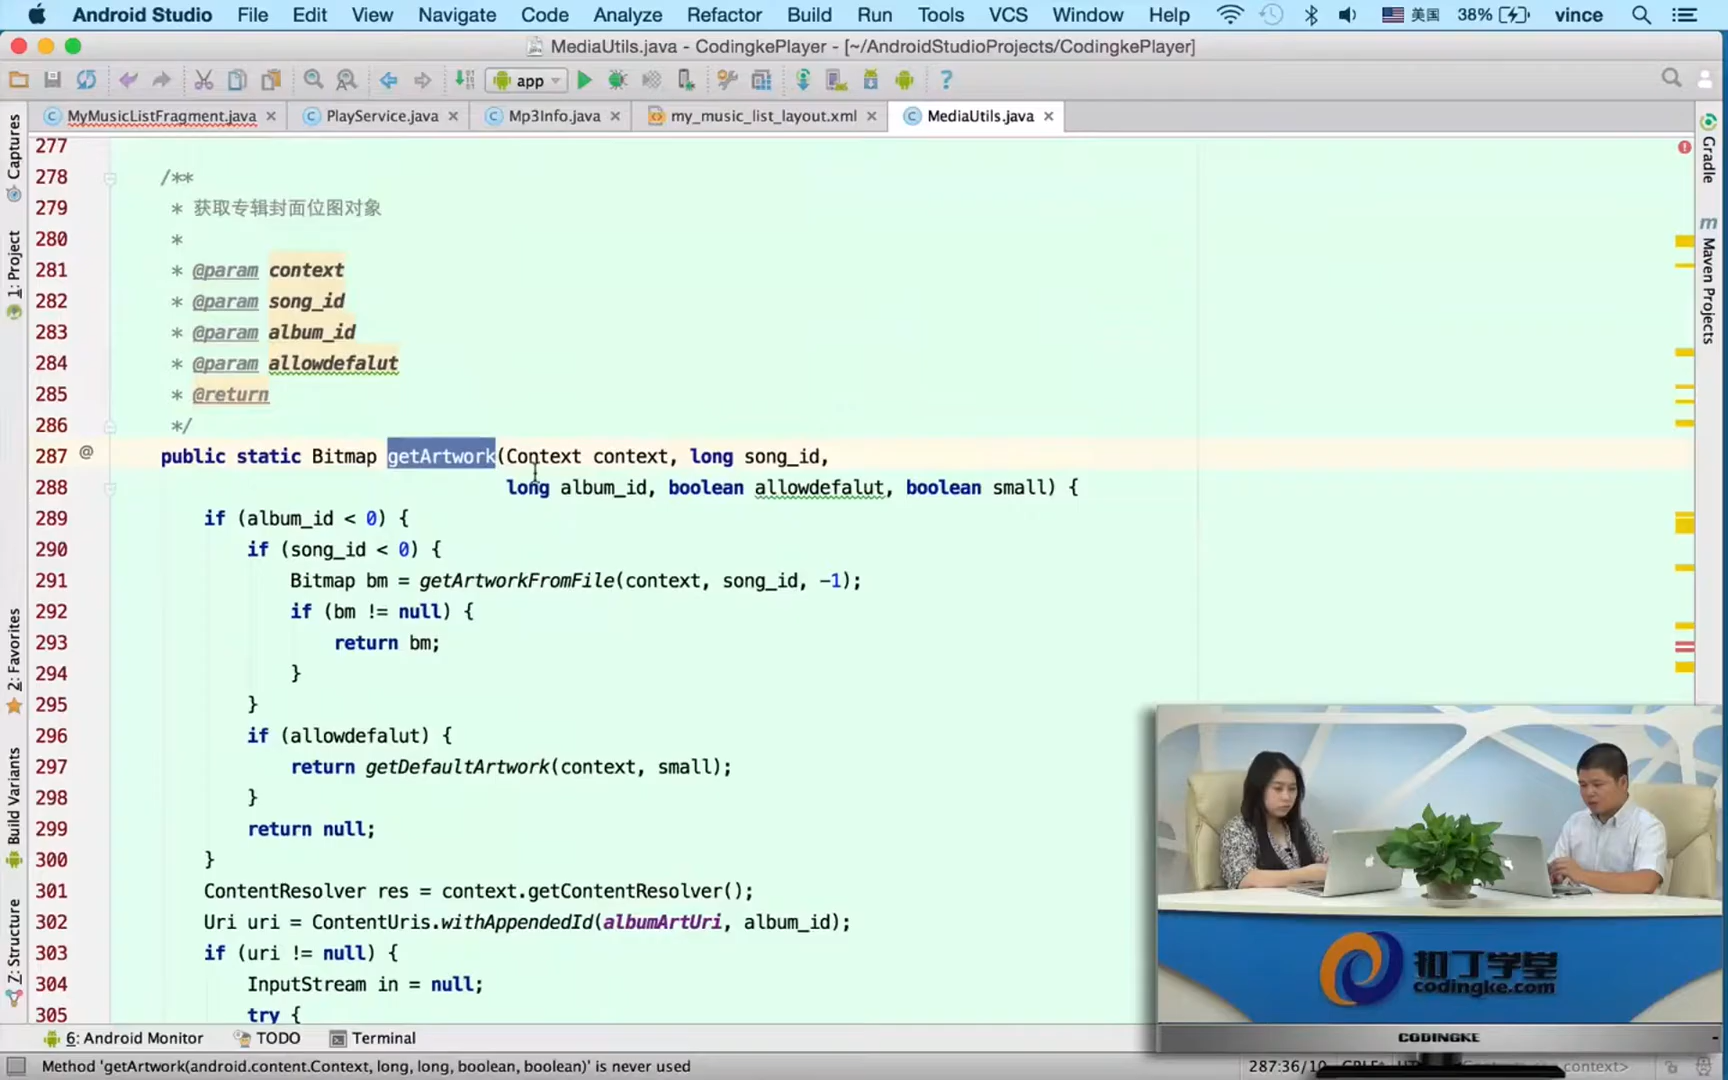 Android Studio File Edit View Navigate Code Analyze Refactor Build Run Tools VCS Window Help 美国 38% vince
MediaUtils.java - CodingkePlayer - [~/AndroidStudioProjects/CodingkePlayer]
app
MyMusicListFragment.java PlayService.java Mp3Info.java my_music_list_layout.xml MediaUtils.java
Captures
1: Project
2: Favorites
Build Variants
Z: Structure
Gradle
Maven Projects
277
278 /**
279 * 获取专辑封面位图对象
280 *
281 * @param context
282 * @param song_id
283 * @param album_id
284 * @param allowdefalut
285 * @return
286 */
287 @ public static Bitmap getArtwork(Context context, long song_id,
288 long album_id, boolean allowdefalut, boolean small) {
289 if (album_id < 0) {
290 if (song_id < 0) {
291 Bitmap bm = getArtworkFromFile(context, song_id, -1);
292 if (bm != null) {
293 return bm;
294 }
295 }
296 if (allowdefalut) {
297 return getDefaultArtwork(context, small);
298 }
299 return null;
300 }
301 ContentResolver res = context.getContentResolver();
302 Uri uri = ContentUris.withAppendedId(albumArtUri, album_id);
303 if (uri != null) {
304 InputStream in = null;
305 try {
扣丁学堂
codingke.com
CODINGKE
6: Android Monitor TODO Terminal
Method 'getArtwork(android.content.Context, long, long, boolean, boolean)' is never used
287:36/10 context>